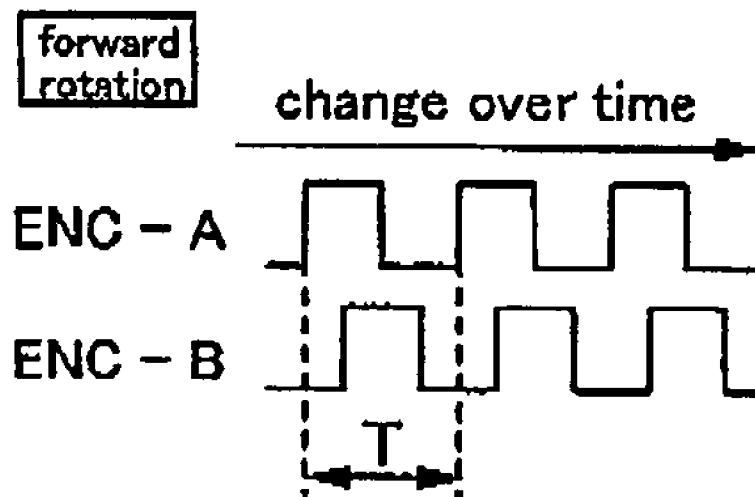 forward
rotation
change over time
ENC - A
ENC - B
T